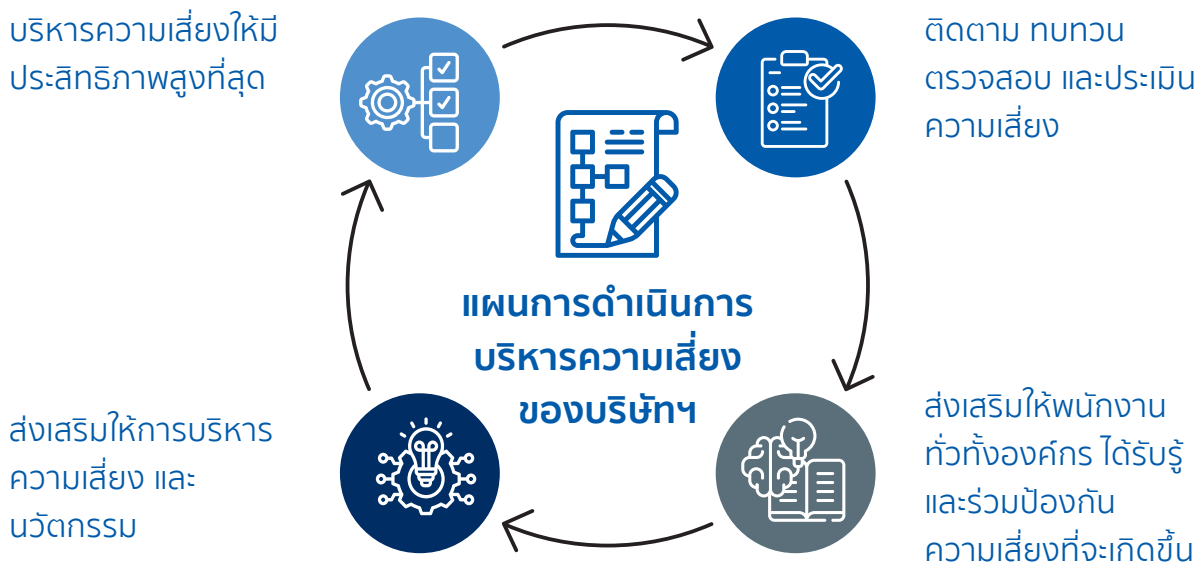 บริหารความเสี่ยงให้มี
ประสิทธิภาพสูงที่สุด
ติดตาม ทบทวน
ตรวจสอบ และประเมิน
ความเสี่ยง
แผนการดำเนินการ
บริหารความเสี่ยง
ของบริษัทฯ
ส่งเสริมให้การบริหาร
ความเสี่ยง และ
นวัตกรรม
ส่งเสริมให้พนักงาน
ทั่วทั้งองค์กร ได้รับรู้
และร่วมป้องกัน
ความเสี่ยงที่จะเกิดขึ้น